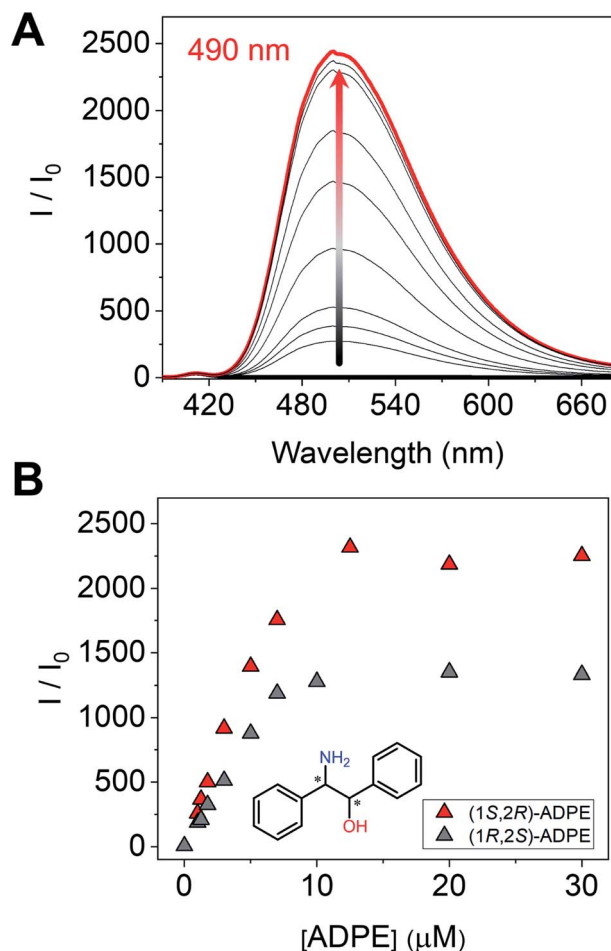 A
490 nm
2500
2000
1500
1000
500
0
I / I₀
420 480 540 600 660
Wavelength (nm)
B
2500
2000
1500
1000
500
0
I / I₀
NH₂
*
*
OH
(1S,2R)-ADPE
(1R,2S)-ADPE
0 10 20 30
[ADPE] (μM)